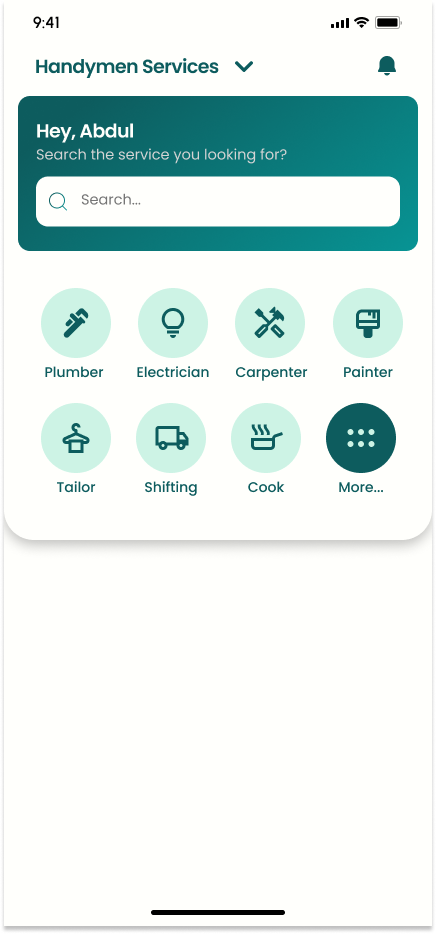 9:41
Handymen Services
Hey, Abdul
Search the service you looking for?
Search...
Plumber Electrician Carpenter Painter
Tailor Shifting Cook More...